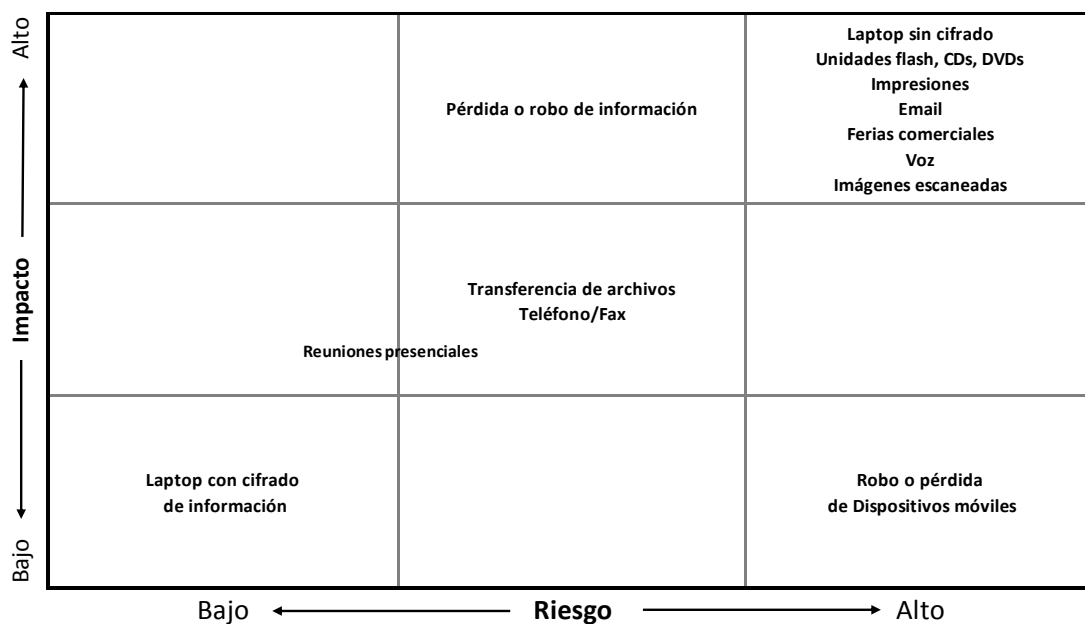 Alto
Laptop sin cifrado
Unidades flash, CDs, DVDs
Impresiones
Email
Ferias comerciales
Voz
Imágenes escaneadas
Pérdida o robo de información
Impacto
Transferencia de archivos
Teléfono/Fax
Reuniones presenciales
Laptop con cifrado
de información
Robo o pérdida
de Dispositivos móviles
Bajo
Bajo
Riesgo
Alto